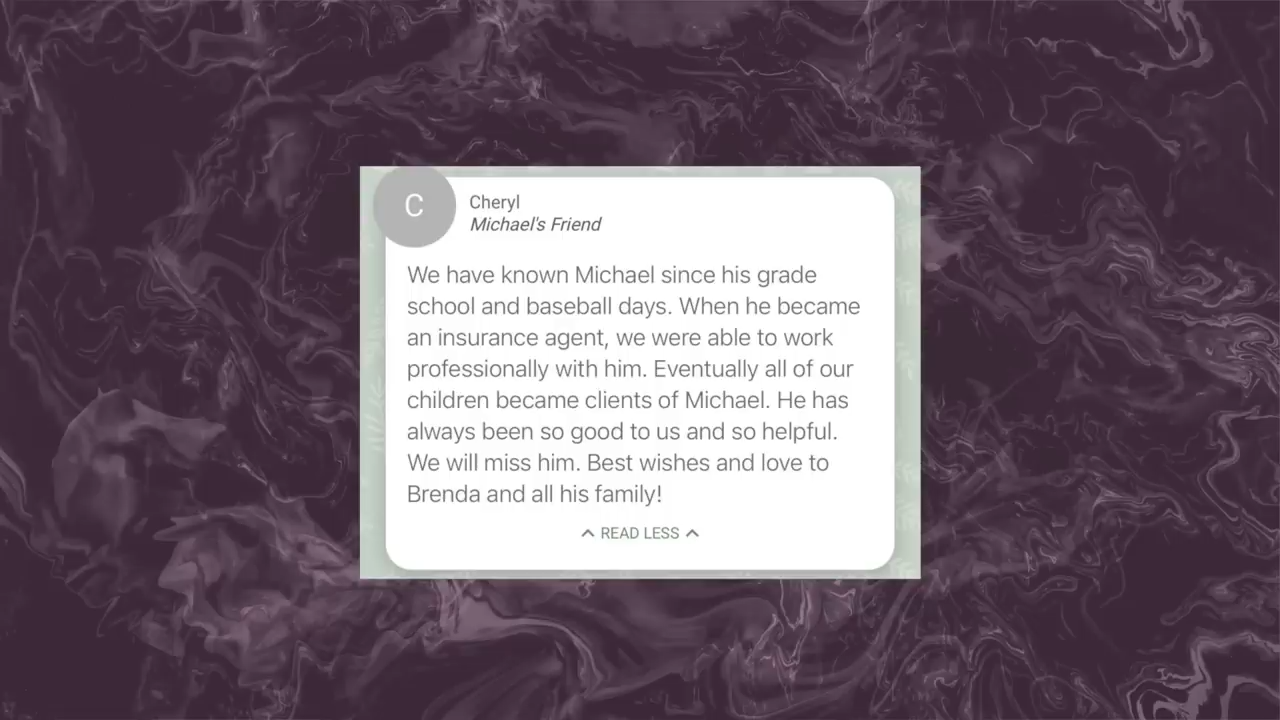 C
Cheryl
Michael's Friend
We have known Michael since his grade
school and baseball days. When he became
an insurance agent, we were able to work
professionally with him. Eventually all of our
children became clients of Michael. He has
always been so good to us and so helpful.
We will miss him. Best wishes and love to
Brenda and all his family!
READ LESS